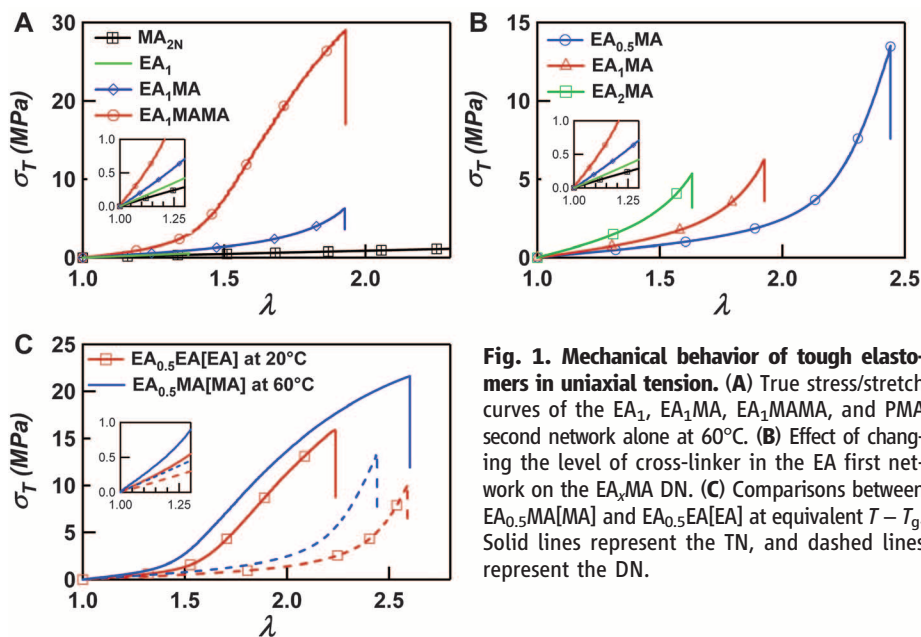 A
30
20
10
0
σT (MPa)
MA2N
EA1
EA1MA
EA1MAMA
1.0
0.5
0.0
1.00
1.25
1.0
1.5
2.0
λ
B
15
10
5
0
σT (MPa)
EA0.5MA
EA1MA
EA2MA
1.0
0.5
0.0
1.00
1.25
1.0
1.5
2.0
2.5
λ
C
25
20
15
10
5
0
σT (MPa)
EA0.5EA[EA] at 20°C
EA0.5MA[MA] at 60°C
1.0
0.5
0.0
1.00
1.25
1.0
1.5
2.0
2.5
λ
Fig. 1. Mechanical behavior of tough elasto-
mers in uniaxial tension. (A) True stress/stretch
curves of the EA1, EA1MA, EA1MAMA, and PMA
second network alone at 60°C. (B) Effect of chang-
ing the level of cross-linker in the EA first net-
work on the EAxMA DN. (C) Comparisons between
EA0.5MA[MA] and EA0.5EA[EA] at equivalent T – Tg.
Solid lines represent the TN, and dashed lines
represent the DN.